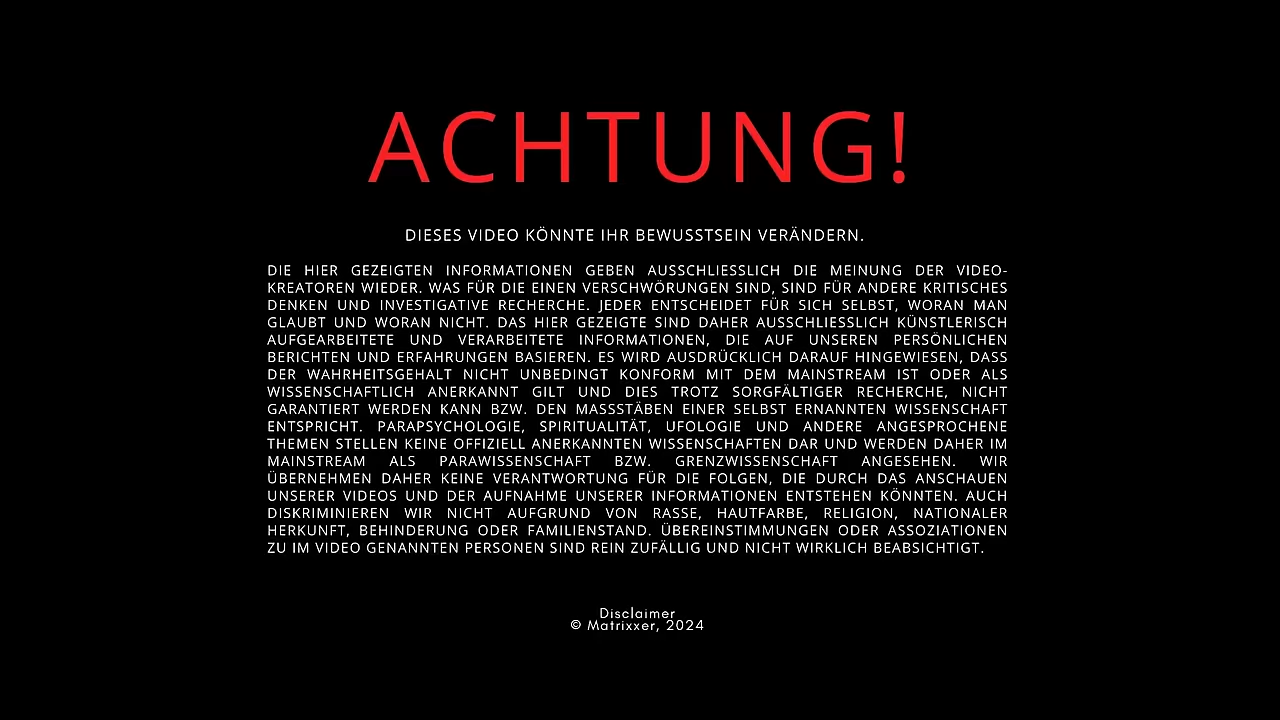 ACHTUNG!
DIESES VIDEO KÖNNTE IHR BEWUSSTSEIN VERÄNDERN.
DIE HIER GEZEIGTEN INFORMATIONEN GEBEN AUSSCHLIESSLICH DIE MEINUNG DER VIDEO-
KREATOREN WIEDER. WAS FÜR DIE EINEN VERSCHWÖRUNGEN SIND, SIND FÜR ANDERE KRITISCHES
DENKEN UND INVESTIGATIVE RECHERCHE. JEDER ENTSCHEIDET FÜR SICH SELBST, WORAN MAN
GLAUBT UND WORAN NICHT. DAS HIER GEZEIGTE SIND DAHER AUSSCHLIESSLICH KÜNSTLERISCH
AUFGEARBEITETE UND VERARBEITETE INFORMATIONEN, DIE AUF UNSEREN PERSÖNLICHEN
BERICHTEN UND ERFAHRUNGEN BASIEREN. ES WIRD AUSDRÜCKLICH DARAUF HINGEWIESEN, DASS
DER WAHRHEITSGEHALT NICHT UNBEDINGT KONFORM MIT DEM MAINSTREAM IST ODER ALS
WISSENSCHAFTLICH ANERKANNT GILT UND DIES TROTZ SORGFÄLTIGER RECHERCHE, NICHT
GARANTIERT WERDEN KANN BZW. DEN MASSSTÄBEN EINER SELBST ERNANNTEN WISSENSCHAFT
ENTSPRICHT. PARAPSYCHOLOGIE, SPIRITUALITÄT, UFOLOGIE UND ANDERE ANGESPROCHENE
THEMEN STELLEN KEINE OFFIZIELL ANERKANNTEN WISSENSCHAFTEN DAR UND WERDEN DAHER IM
MAINSTREAM ALS PARAWISSENSCHAFT BZW. GRENZWISSENSCHAFT ANGESEHEN. WIR
ÜBERNEHMEN DAHER KEINE VERANTWORTUNG FÜR DIE FOLGEN, DIE DURCH DAS ANSCHAUEN
UNSERER VIDEOS UND DER AUFNAHME UNSERER INFORMATIONEN ENTSTEHEN KÖNNTEN. AUCH
DISKRIMINIEREN WIR NICHT AUFGRUND VON RASSE, HAUTFARBE, RELIGION, NATIONALER
HERKUNFT, BEHINDERUNG ODER FAMILIENSTAND. ÜBEREINSTIMMUNGEN ODER ASSOZIATIONEN
ZU IM VIDEO GENANNTEN PERSONEN SIND REIN ZUFÄLLIG UND NICHT WIRKLICH BEABSICHTIGT.
Disclaimer
© Matrixxer, 2024